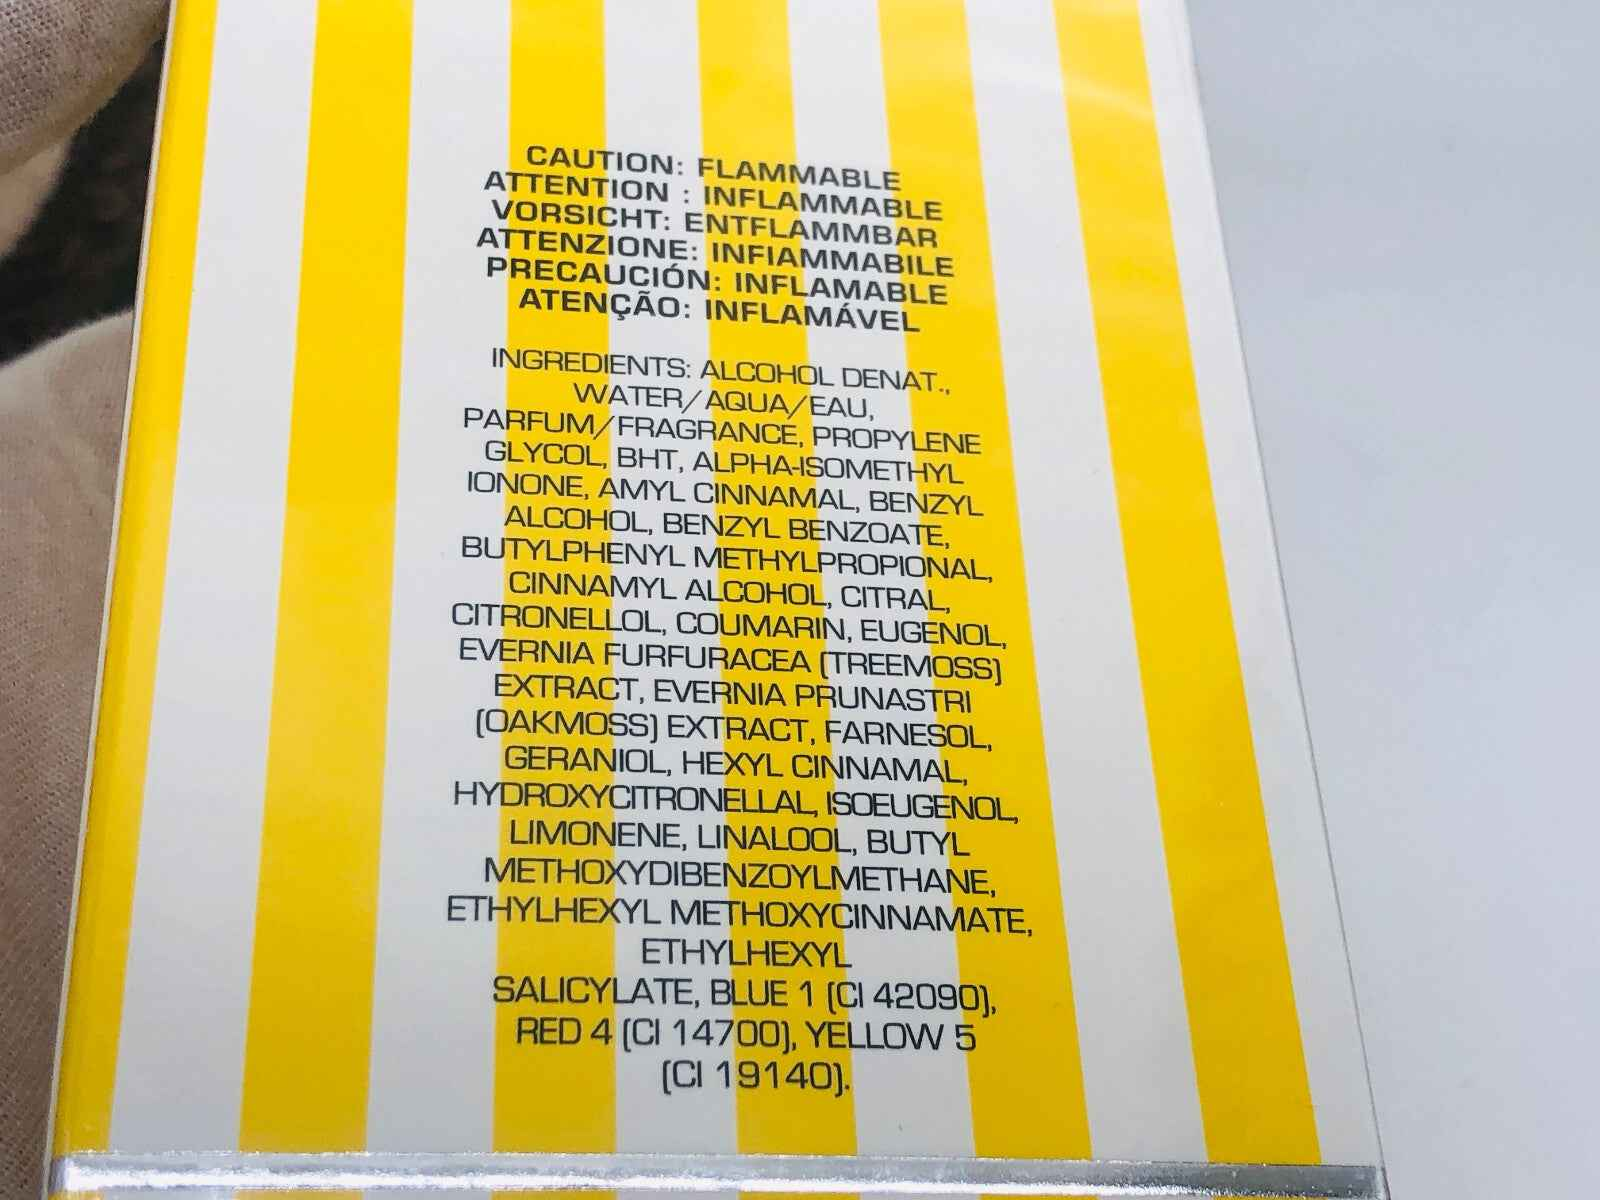 CAUTION: FLAMMABLE
ATTENTION : INFLAMMABLE
VORSICHT: ENTFLAMMBAR
ATTENZIONE: INFIAMMABILE
PRECAUCIÓN: INFLAMABLE
ATENÇÃO: INFLAMÁVEL
INGREDIENTS: ALCOHOL DENAT.,
WATER/AQUA/EAU,
PARFUM/FRAGRANCE, PROPYLENE
GLYCOL, BHT, ALPHA-ISOMETHYL
IONONE, AMYL CINNAMAL, BENZYL
ALCOHOL, BENZYL BENZOATE,
BUTYLPHENYL METHYLPROPIONAL,
CINNAMYL ALCOHOL, CITRAL,
CITRONELLOL, COUMARIN, EUGENOL,
EVERNIA FURFURACEA (TREEMOSS)
EXTRACT, EVERNIA PRUNASTRI
(OAKMOSS) EXTRACT, FARNESOL,
GERANIOL, HEXYL CINNAMAL,
HYDROXYCITRONELLAL, ISOEUGENOL,
LIMONENE, LINALOOL, BUTYL
METHOXYDIBENZOYLMETHANE,
ETHYLHEXYL METHOXYCINNAMATE,
ETHYLHEXYL
SALICYLATE, BLUE 1 (CI 42090),
RED 4 (CI 14700), YELLOW 5
(CI 19140).